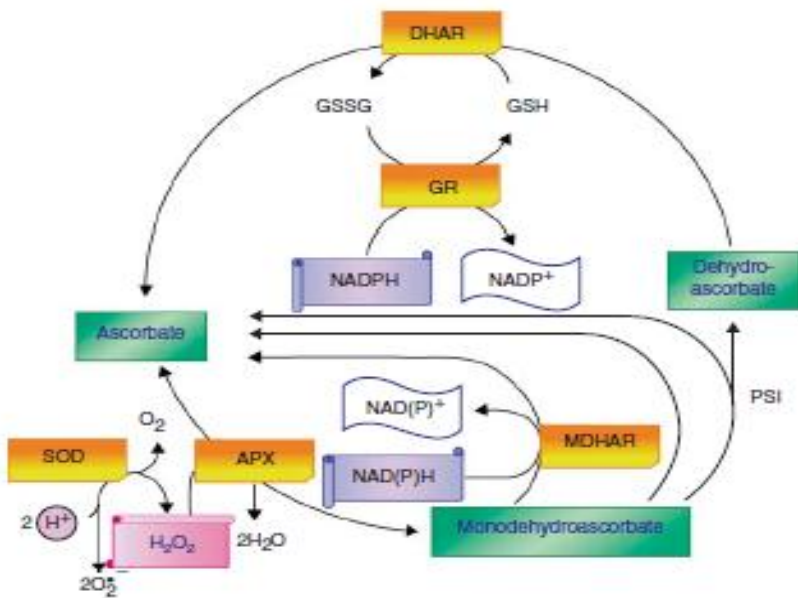 DHAR
GSSG
GSH
GR
NADPH
NADP⁺
Dehydro-
ascorbate
Ascorbate
PSI
NAD(P)⁺
O₂
SOD
APX
MDHAR
NAD(P)H
2 H⁺
H₂O₂
2H₂O
Monodehydroascorbate
2O₂•⁻